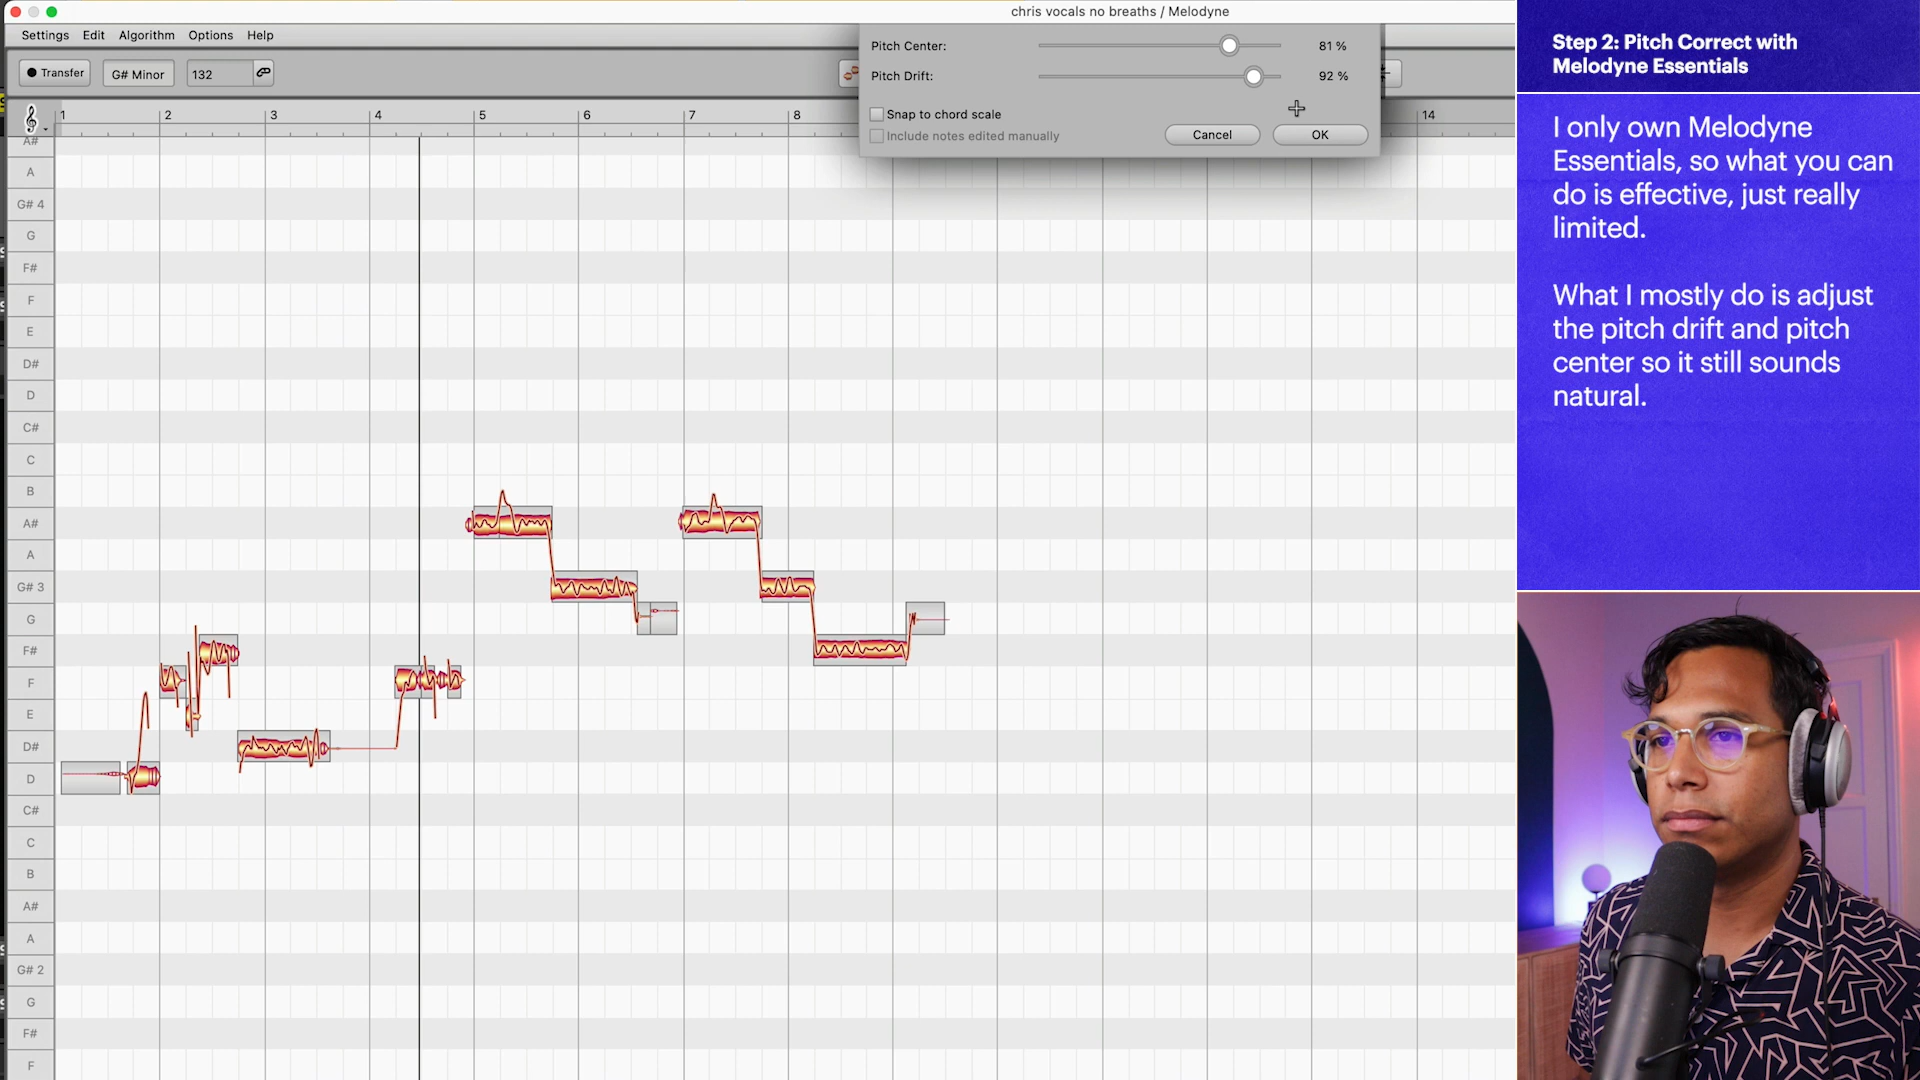 chris vocals no breaths / Melodyne
Settings Edit Algorithm Options Help
Transfer G# Minor 132
Pitch Center: 81 %
Pitch Drift: 92 %
Snap to chord scale
Include notes edited manually
Cancel OK
1 2 3 4 5 6 7 8 14
A#
A
G# 4
G
F#
F
E
D#
D
C#
C
B
A#
A
G# 3
G
F#
F
E
D#
D
C#
C
B
A#
A
G# 2
G
F#
F
Step 2: Pitch Correct with
Melodyne Essentials
I only own Melodyne
Essentials, so what you can
do is effective, just really
limited.
What I mostly do is adjust
the pitch drift and pitch
center so it still sounds
natural.